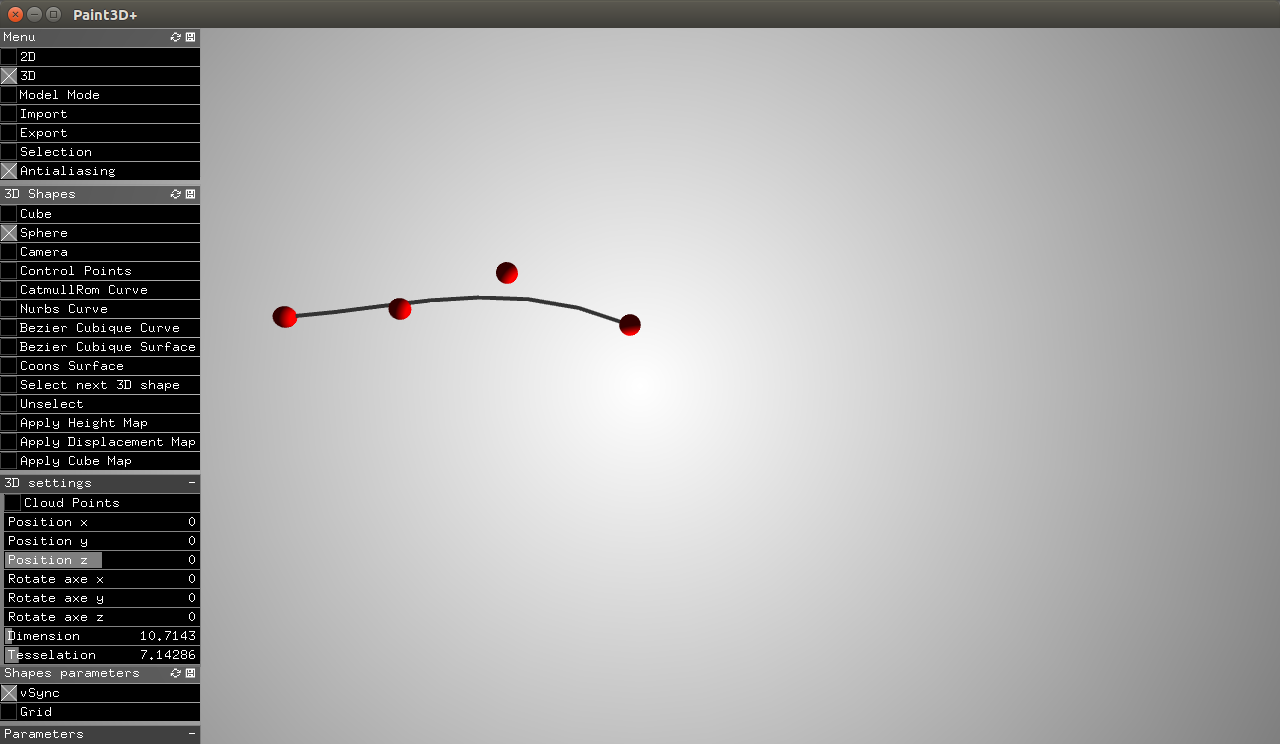 Paint3D+
Menu
2D
3D
Model Mode
Import
Export
Selection
Antialiasing
3D Shapes
Cube
Sphere
Camera
Control Points
CatmullRom Curve
Nurbs Curve
Bezier Cubique Curve
Bezier Cubique Surface
Coons Surface
Select next 3D shape
Unselect
Apply Height Map
Apply Displacement Map
Apply Cube Map
3D settings -
Cloud Points
Position x 0
Position y 0
Position z 0
Rotate axe x 0
Rotate axe y 0
Rotate axe z 0
Dimension 10.7143
Tesselation 7.14286
Shapes parameters
vSync
Grid
Parameters -